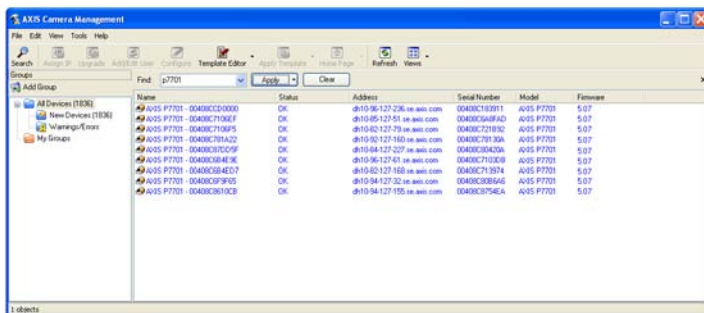 AXIS Camera Management
File Edit View Tools Help
Search Assign IP Upgrade Add/Edit User Configure Template Editor Apply Template Home Page Refresh Views
Groups
Find: p7701 Apply Clear
Add Group
Name Status Address Serial Number Model Firmware
All Devices (1836)
New Devices (1836)
Warnings/Errors
My Groups
AXIS P7701 - 00408CCD0000 OK dh10-96-127-236.se.axis.com 00408C183911 AXIS P7701 5.07
AXIS P7701 - 00408C7106EF OK dh10-85-127-51.se.axis.com 00408C6A8FAD AXIS P7701 5.07
AXIS P7701 - 00408C7106F5 OK dh10-82-127-79.se.axis.com 00408C721B92 AXIS P7701 5.07
AXIS P7701 - 00408C781A22 OK dh10-92-127-160.se.axis.com 00408C78130A AXIS P7701 5.07
AXIS P7701 - 00408C87DD5F OK dh10-84-127-227.se.axis.com 00408C80420A AXIS P7701 5.07
AXIS P7701 - 00408C6B4E9E OK dh10-96-127-61.se.axis.com 00408C7103D8 AXIS P7701 5.07
AXIS P7701 - 00408C6B4ED7 OK dh10-82-127-168.se.axis.com 00408C713974 AXIS P7701 5.07
AXIS P7701 - 00408C6F9F65 OK dh10-94-127-32.se.axis.com 00408C80B6A6 AXIS P7701 5.07
AXIS P7701 - 00408C8610CB OK dh10-94-127-155.se.axis.com 00408C8754EA AXIS P7701 5.07
1 objects